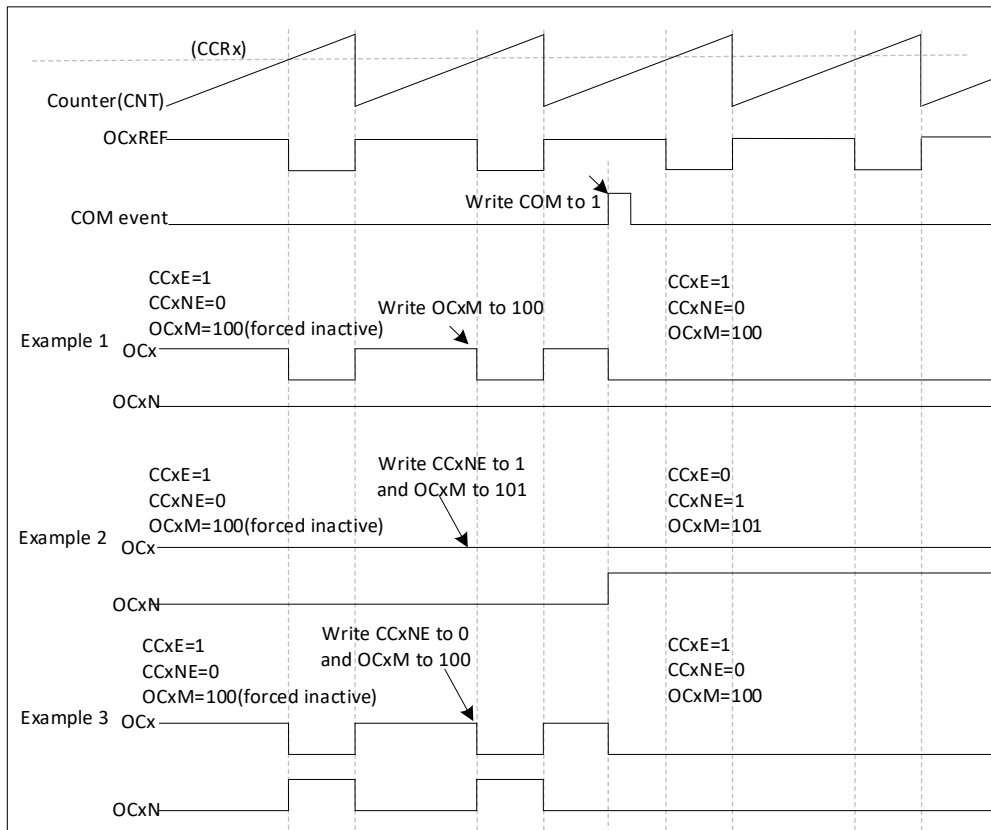 (CCRx)
Counter(CNT)
OCxREF
Write COM to 1
COM event
CCxE=1
CCxNE=0
OCxM=100(forced inactive)
Write OCxM to 100
CCxE=1
CCxNE=0
OCxM=100
Example 1
OCx
OCxN
CCxE=1
CCxNE=0
OCxM=100(forced inactive)
Write CCxNE to 1
and OCxM to 101
CCxE=0
CCxNE=1
OCxM=101
Example 2
OCx
OCxN
CCxE=1
CCxNE=0
OCxM=100(forced inactive)
Write CCxNE to 0
and OCxM to 100
CCxE=1
CCxNE=0
OCxM=100
Example 3
OCx
OCxN